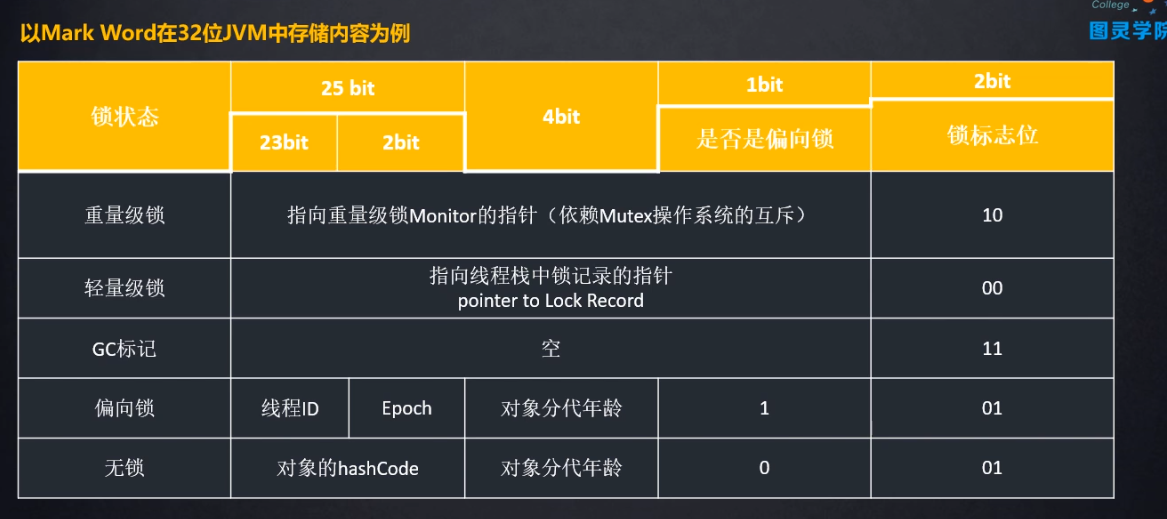 College
图灵学院
以Mark Word在32位JVM中存储内容为例
锁状态
25 bit
4bit
1bit
2bit
23bit
2bit
是否是偏向锁
锁标志位
重量级锁
指向重量级锁Monitor的指针（依赖Mutex操作系统的互斥）
10
轻量级锁
指向线程栈中锁记录的指针
pointer to Lock Record
00
GC标记
空
11
偏向锁
线程ID
Epoch
对象分代年龄
1
01
无锁
对象的hashCode
对象分代年龄
0
01